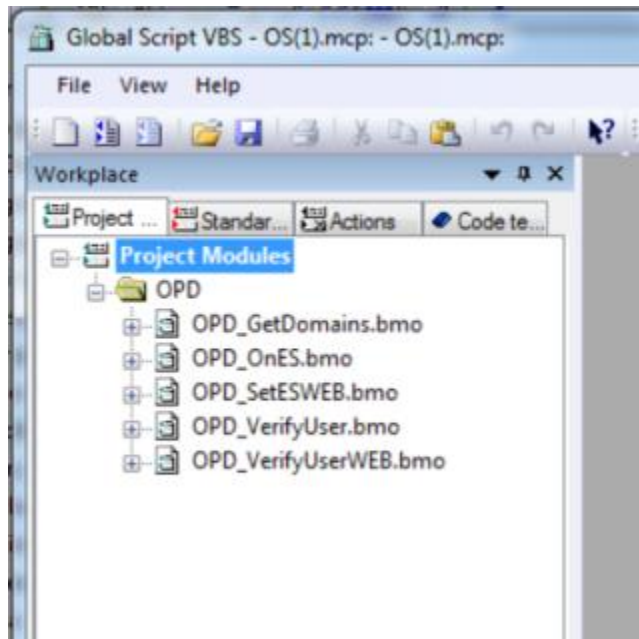 Global Script VBS - OS(1).mcp: - OS(1).mcp:
File View Help
Workplace
Project ... Standar... Actions Code te...
Project Modules
OPD
OPD_GetDomains.bmo
OPD_OnES.bmo
OPD_SetESWEB.bmo
OPD_VerifyUser.bmo
OPD_VerifyUserWEB.bmo